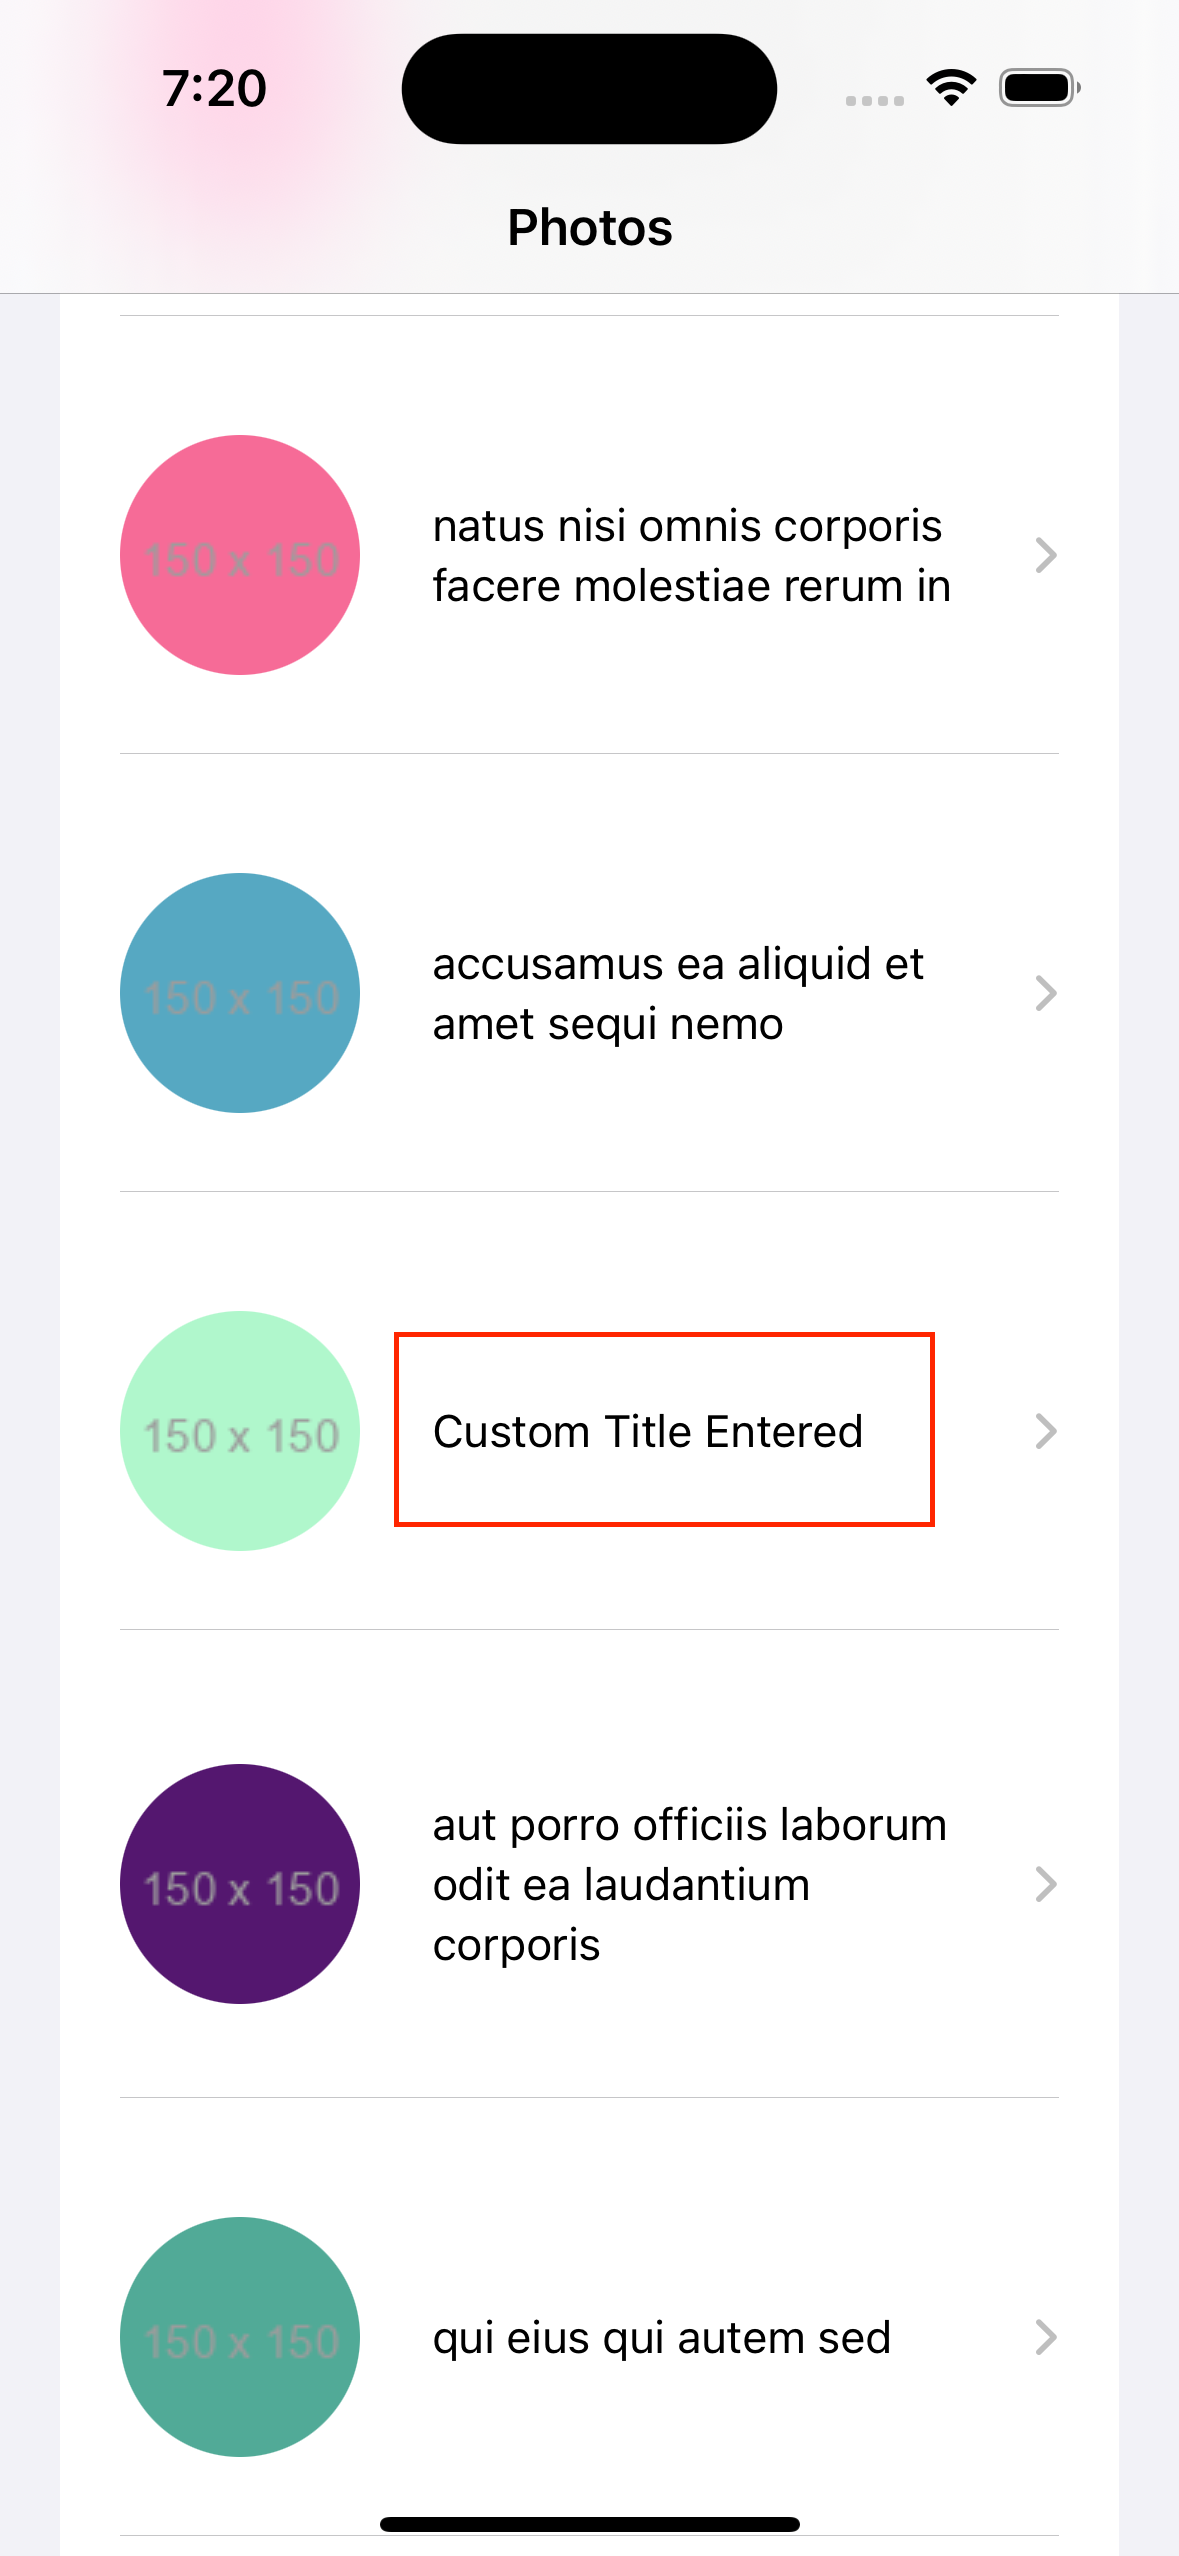 7:20
Photos
150 x 150
natus nisi omnis corporis
facere molestiae rerum in
150 x 150
accusamus ea aliquid et
amet sequi nemo
150 x 150
Custom Title Entered
150 x 150
aut porro officiis laborum
odit ea laudantium
corporis
150 x 150
qui eius qui autem sed